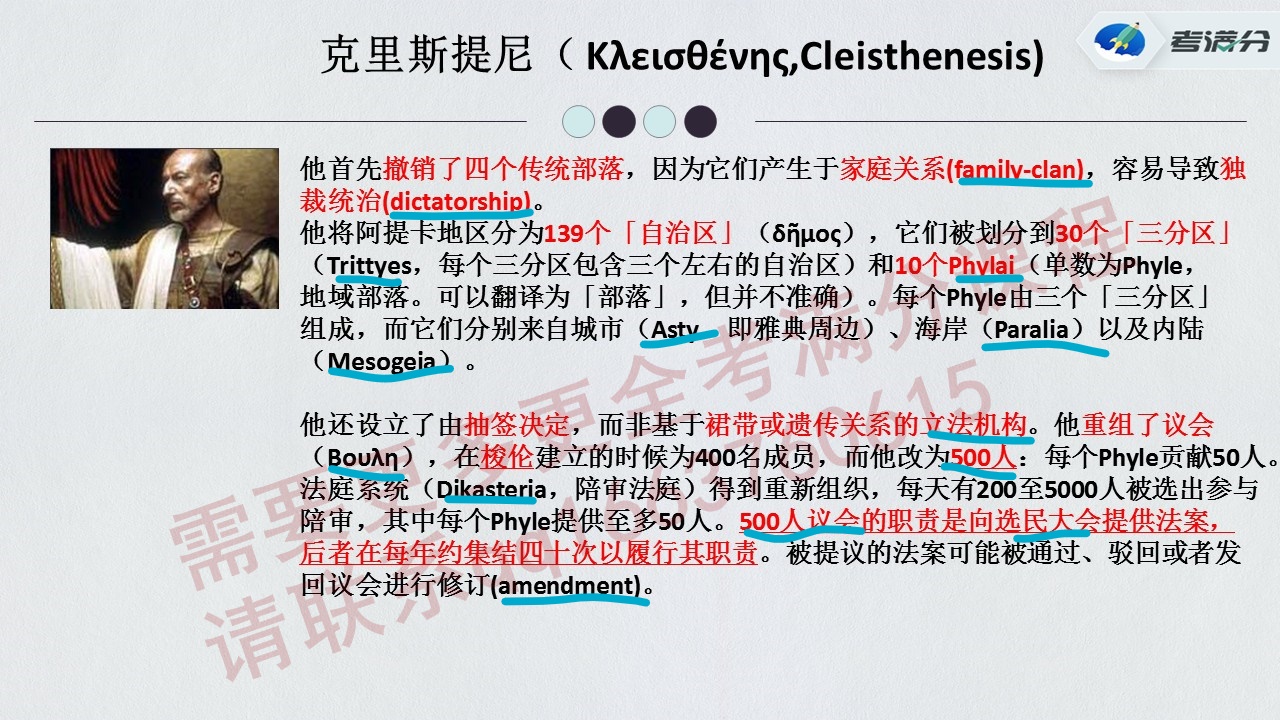 克里斯提尼（Κλεισθένης,Cleisthenesis)
考满分
他首先撤销了四个传统部落，因为它们产生于家庭关系(family-clan)，容易导致独
裁统治(dictatorship)。
他将阿提卡地区分为139个「自治区」（δῆμος），它们被划分到30个「三分区」
（Trittyes，每个三分区包含三个左右的自治区）和10个Phylai（单数为Phyle，
地域部落。可以翻译为「部落」，但并不准确）。每个Phyle由三个「三分区」
组成，而它们分别来自城市（Asty 即雅典周边）、海岸（Paralia）以及内陆
（Mesogeia）。
他还设立了由抽签决定，而非基于裙带或遗传关系的立法机构。他重组了议会
（Βουλη），在梭伦建立的时候为400名成员，而他改为500人：每个Phyle贡献50人。
法庭系统（Dikasteria，陪审法庭）得到重新组织，每天有200至5000人被选出参与
陪审，其中每个Phyle提供至多50人。500人议会的职责是向选民大会提供法案，
后者在每年约集结四十次以履行其职责。被提议的法案可能被通过、驳回或者发
回议会进行修订(amendment)。
需要更多更全考满分课程
请联系